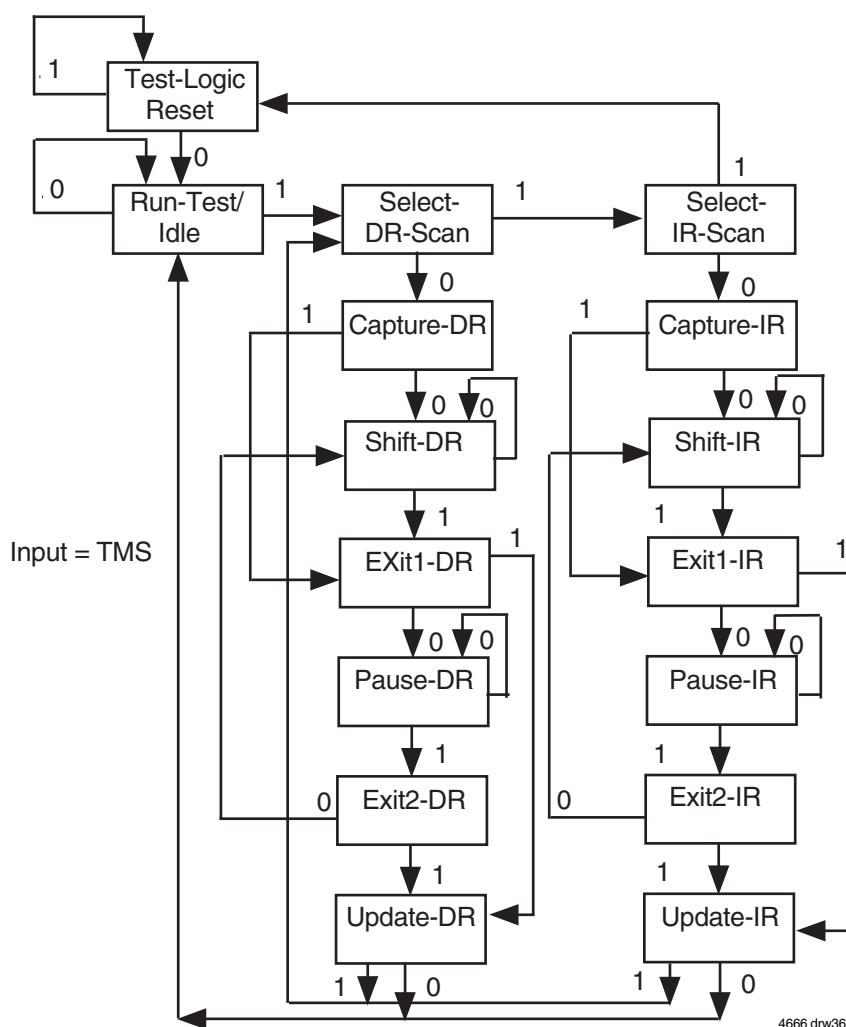 1
Test-Logic
Reset
0
0
Run-Test/
Idle
1
Select-
DR-Scan
1
1
Select-
IR-Scan
0
0
1
Capture-DR
1
Capture-IR
0
0
0
0
Shift-DR
Shift-IR
1
1
Input = TMS
EXit1-DR
1
Exit1-IR
1
0
0
0
0
Pause-DR
Pause-IR
1
1
0
Exit2-DR
0
Exit2-IR
1
1
Update-DR
Update-IR
1
0
1
0
4666 drw36